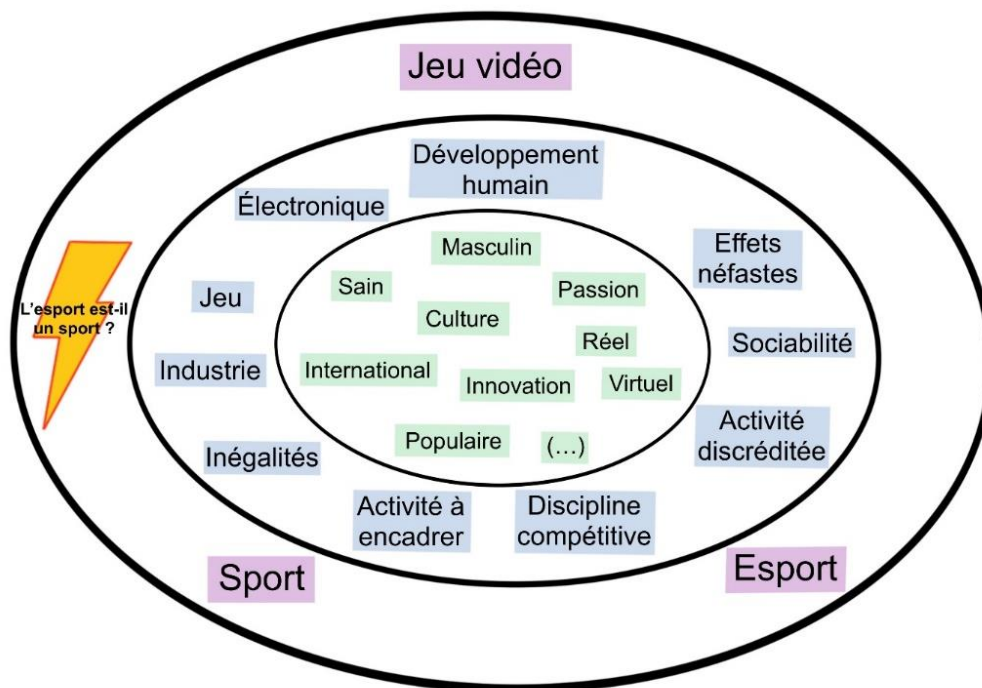 Jeu vidéo
Développement
humain
Électronique
Masculin
Effets
néfastes
Sain
Passion
Jeu
L'esport est-il
un sport ?
Culture
Réel
Sociabilité
Industrie
International
Innovation
Virtuel
Activité
discréditée
Populaire
(...)
Inégalités
Activité à
encadrer
Discipline
compétitive
Sport
Esport